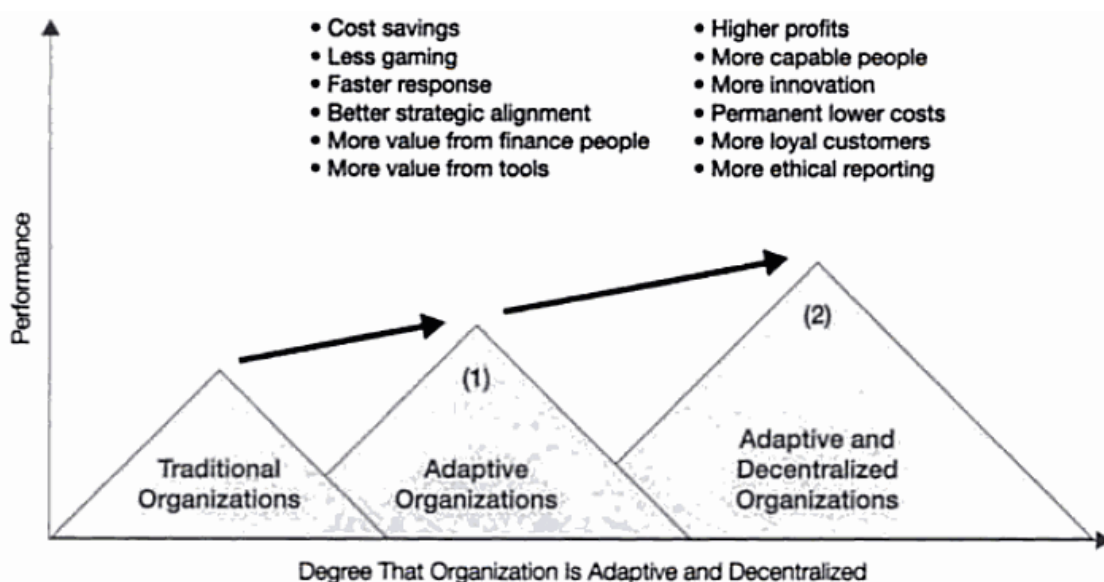 • Cost savings
• Less gaming
• Faster response
• Better strategic alignment
• More value from finance people
• More value from tools
• Higher profits
• More capable people
• More innovation
• Permanent lower costs
• More loyal customers
• More ethical reporting
Performance
(1)
(2)
Traditional
Organizations
Adaptive
Organizations
Adaptive and
Decentralized
Organizations
Degree That Organization Is Adaptive and Decentralized